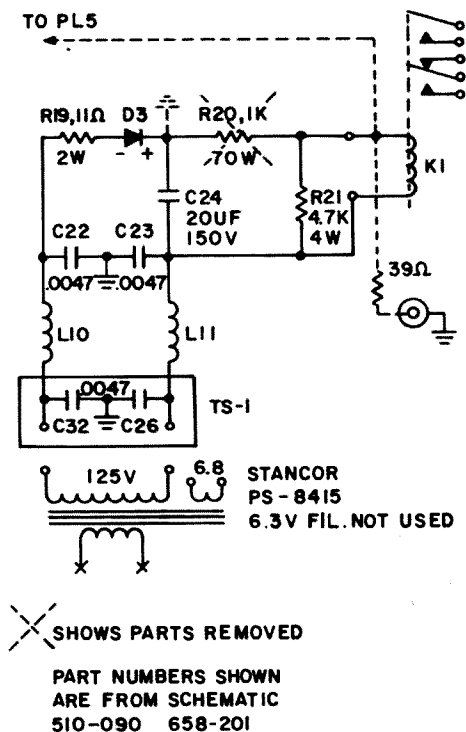 TO PL5
R19,11Ω D3 R20,1K
2W - + 70W
K1
C24
20UF
150V
R21
4.7K
4W
C22 C23
.0047 .0047
39Ω
L10 L11
.0047
TS-1
C32 C26
125V 6.8
STANCOR
PS-8415
6.3V FIL. NOT USED
SHOWS PARTS REMOVED
PART NUMBERS SHOWN
ARE FROM SCHEMATIC
510-090 658-201